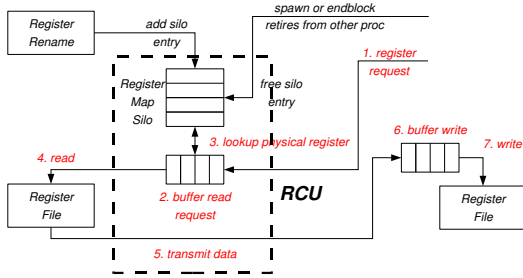 Register
Rename
add silo
entry
spawn or endblock
retires from other proc
1. register
request
Register
Map
Silo
free silo
entry
3. lookup physical register
6. buffer write
7. write
4. read
2. buffer read
request
RCU
Register
File
Register
File
5. transmit data